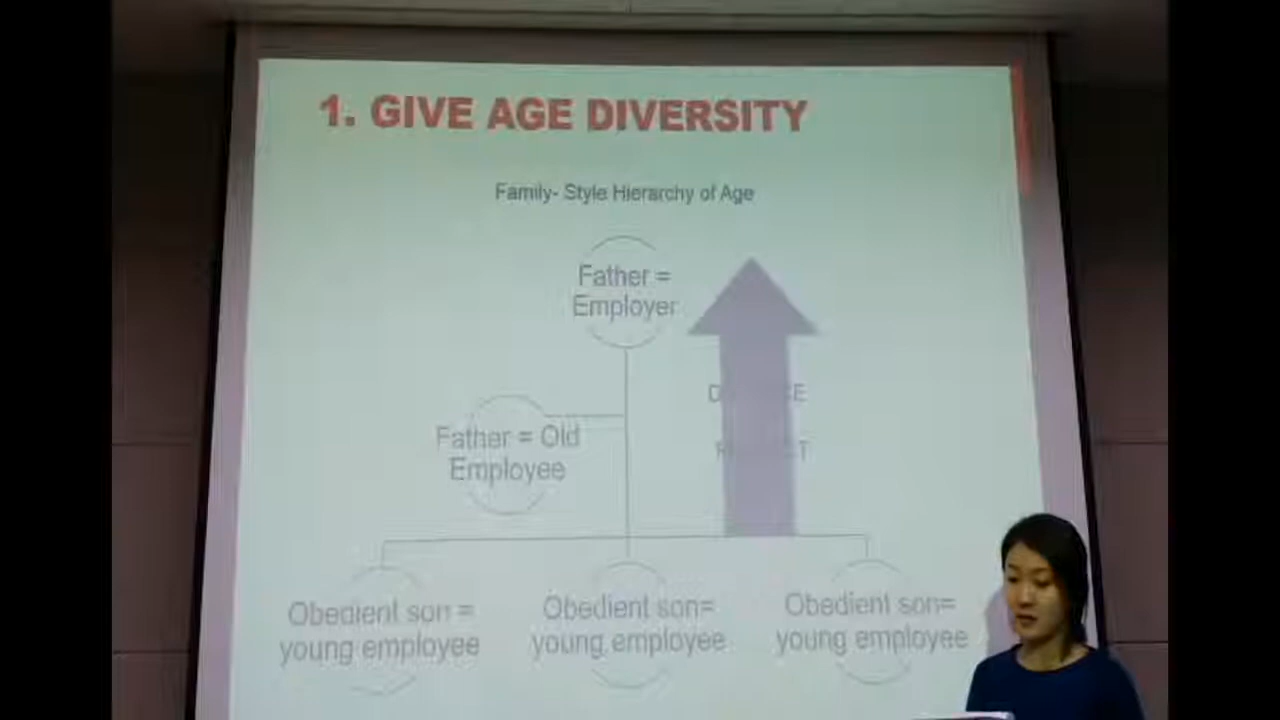 1. GIVE AGE DIVERSITY
Family- Style Hierarchy of Age
Father =
Employer
Father = Old
Employee
Obedient son =
young employee
Obedient son=
young employee
Obedient son=
young employee